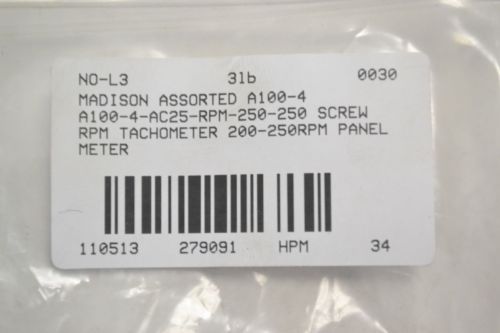 NO-L3 31b 0030
MADISON ASSORTED A100-4
A100-4-AC25-RPM-250-250 SCREW
RPM TACHOMETER 200-250RPM PANEL
METER
110513 279091 HPM 34